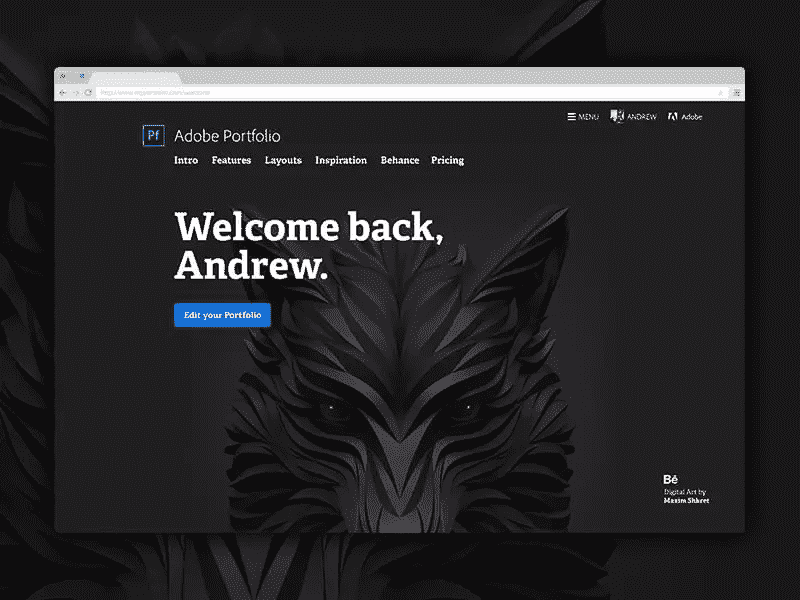 MENU ANDREW Adobe
Pf Adobe Portfolio
Intro Features Layouts Inspiration Behance Pricing
Welcome back,
Andrew.
Edit your Portfolio
Bē
Digital Art by
Maxim Shkret